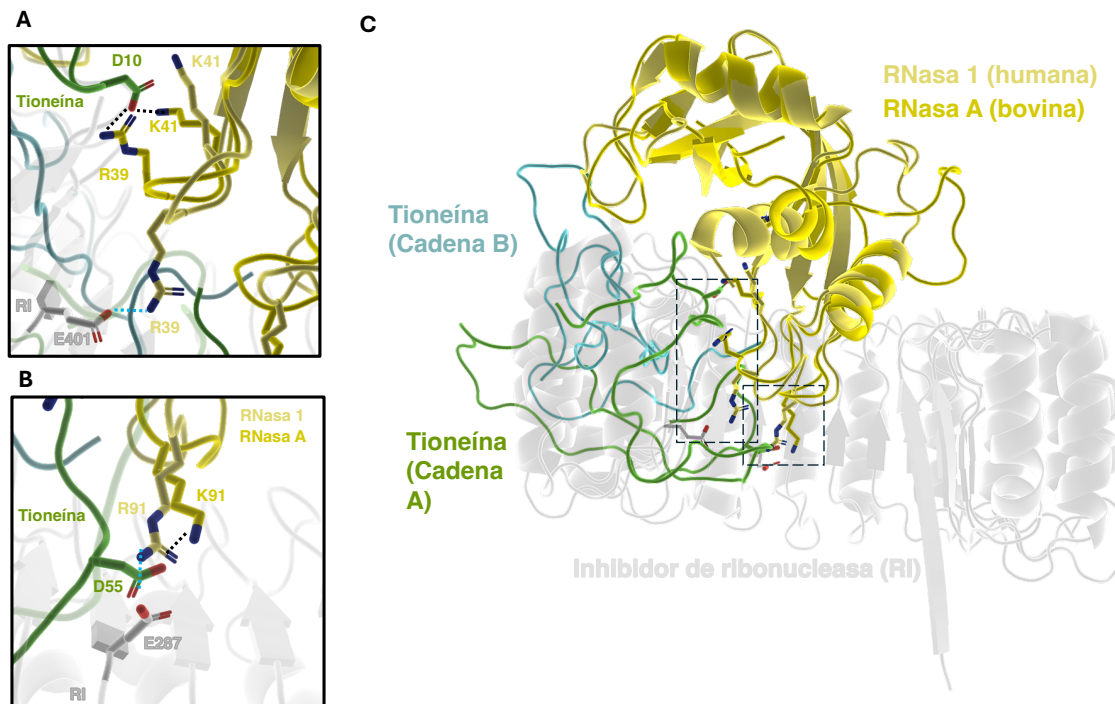 A
D10
K41
Tioneína
K41
R39
RI
E401
R39
B
RNasa 1
RNasa A
R91
K91
Tioneína
D55
E287
RI
C
RNasa 1 (humana)
RNasa A (bovina)
Tioneína
(Cadena B)
Tioneína
(Cadena
A)
Inhibidor de ribonucleasa (RI)